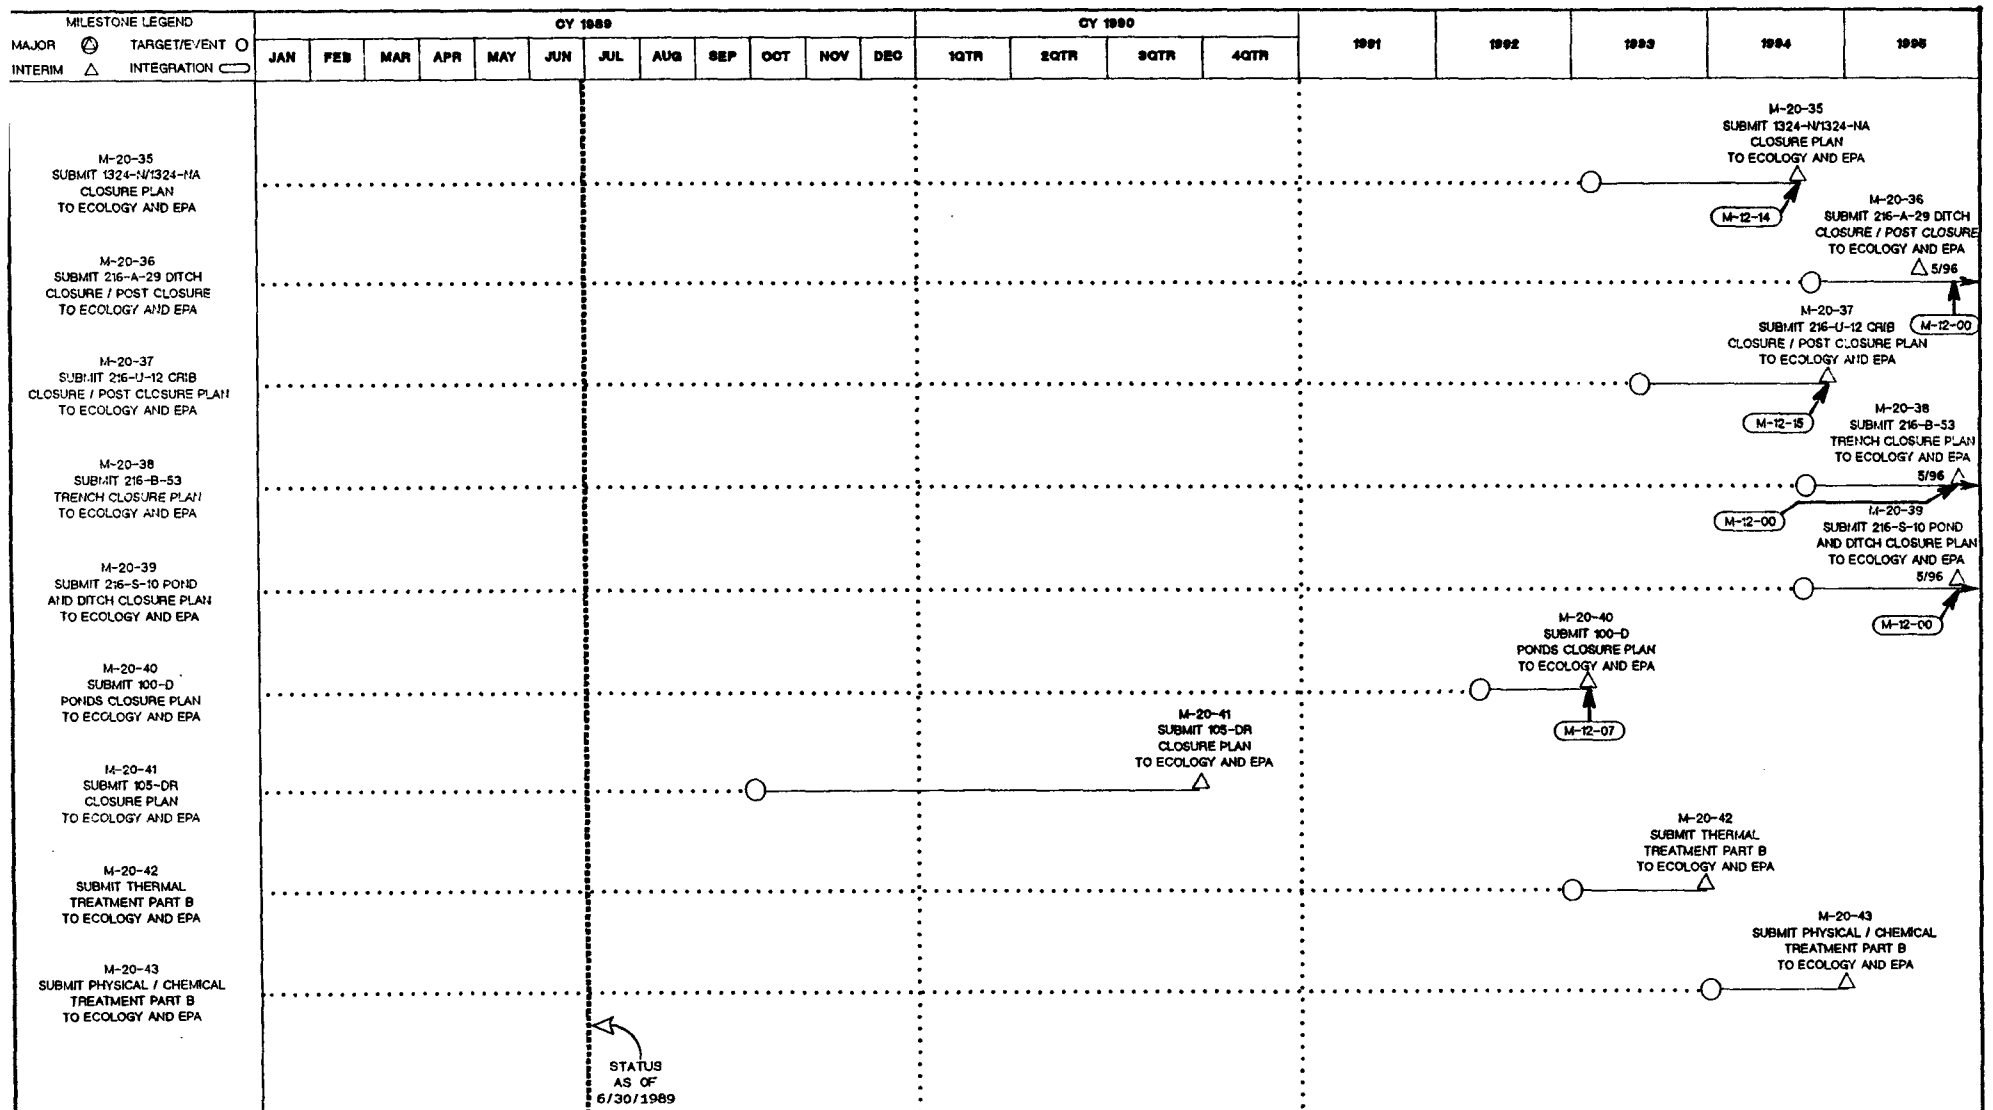 MILESTONE LEGEND
MAJOR TARGET/EVENT
INTERIM INTEGRATION
CY 1989
CY 1990
JAN FEB MAR APR MAY JUN JUL AUG SEP OCT NOV DEC 1QTR 2QTR 3QTR 4QTR 1991 1992 1993 1994 1995
M-20-35
SUBMIT 1324-N/1324-NA
CLOSURE PLAN
TO ECOLOGY AND EPA
M-20-35
SUBMIT 1324-N/1324-NA
CLOSURE PLAN
TO ECOLOGY AND EPA
M-12-14
M-20-36
SUBMIT 216-A-29 DITCH
CLOSURE / POST CLOSURE
TO ECOLOGY AND EPA
M-20-36
SUBMIT 216-A-29 DITCH
CLOSURE / POST CLOSURE
TO ECOLOGY AND EPA
5/96
M-12-00
M-20-37
SUBMIT 216-U-12 CRIB
CLOSURE / POST CLOSURE PLAN
TO ECOLOGY AND EPA
M-20-37
SUBMIT 216-U-12 CRIB
CLOSURE / POST CLOSURE PLAN
TO ECOLOGY AND EPA
M-12-15
M-20-38
SUBMIT 216-B-53
TRENCH CLOSURE PLAN
TO ECOLOGY AND EPA
M-20-38
SUBMIT 216-B-53
TRENCH CLOSURE PLAN
TO ECOLOGY AND EPA
5/96
M-12-00
M-20-39
SUBMIT 216-S-10 POND
AND DITCH CLOSURE PLAN
TO ECOLOGY AND EPA
M-20-39
SUBMIT 216-S-10 POND
AND DITCH CLOSURE PLAN
TO ECOLOGY AND EPA
5/96
M-12-00
M-20-40
SUBMIT 100-D
PONDS CLOSURE PLAN
TO ECOLOGY AND EPA
M-20-40
SUBMIT 100-D
PONDS CLOSURE PLAN
TO ECOLOGY AND EPA
M-12-07
M-20-41
SUBMIT 105-DR
CLOSURE PLAN
TO ECOLOGY AND EPA
M-20-41
SUBMIT 105-DR
CLOSURE PLAN
TO ECOLOGY AND EPA
M-20-42
SUBMIT THERMAL
TREATMENT PART B
TO ECOLOGY AND EPA
M-20-42
SUBMIT THERMAL
TREATMENT PART B
TO ECOLOGY AND EPA
M-20-43
SUBMIT PHYSICAL / CHEMICAL
TREATMENT PART B
TO ECOLOGY AND EPA
M-20-43
SUBMIT PHYSICAL / CHEMICAL
TREATMENT PART B
TO ECOLOGY AND EPA
STATUS
AS OF
6/30/1989